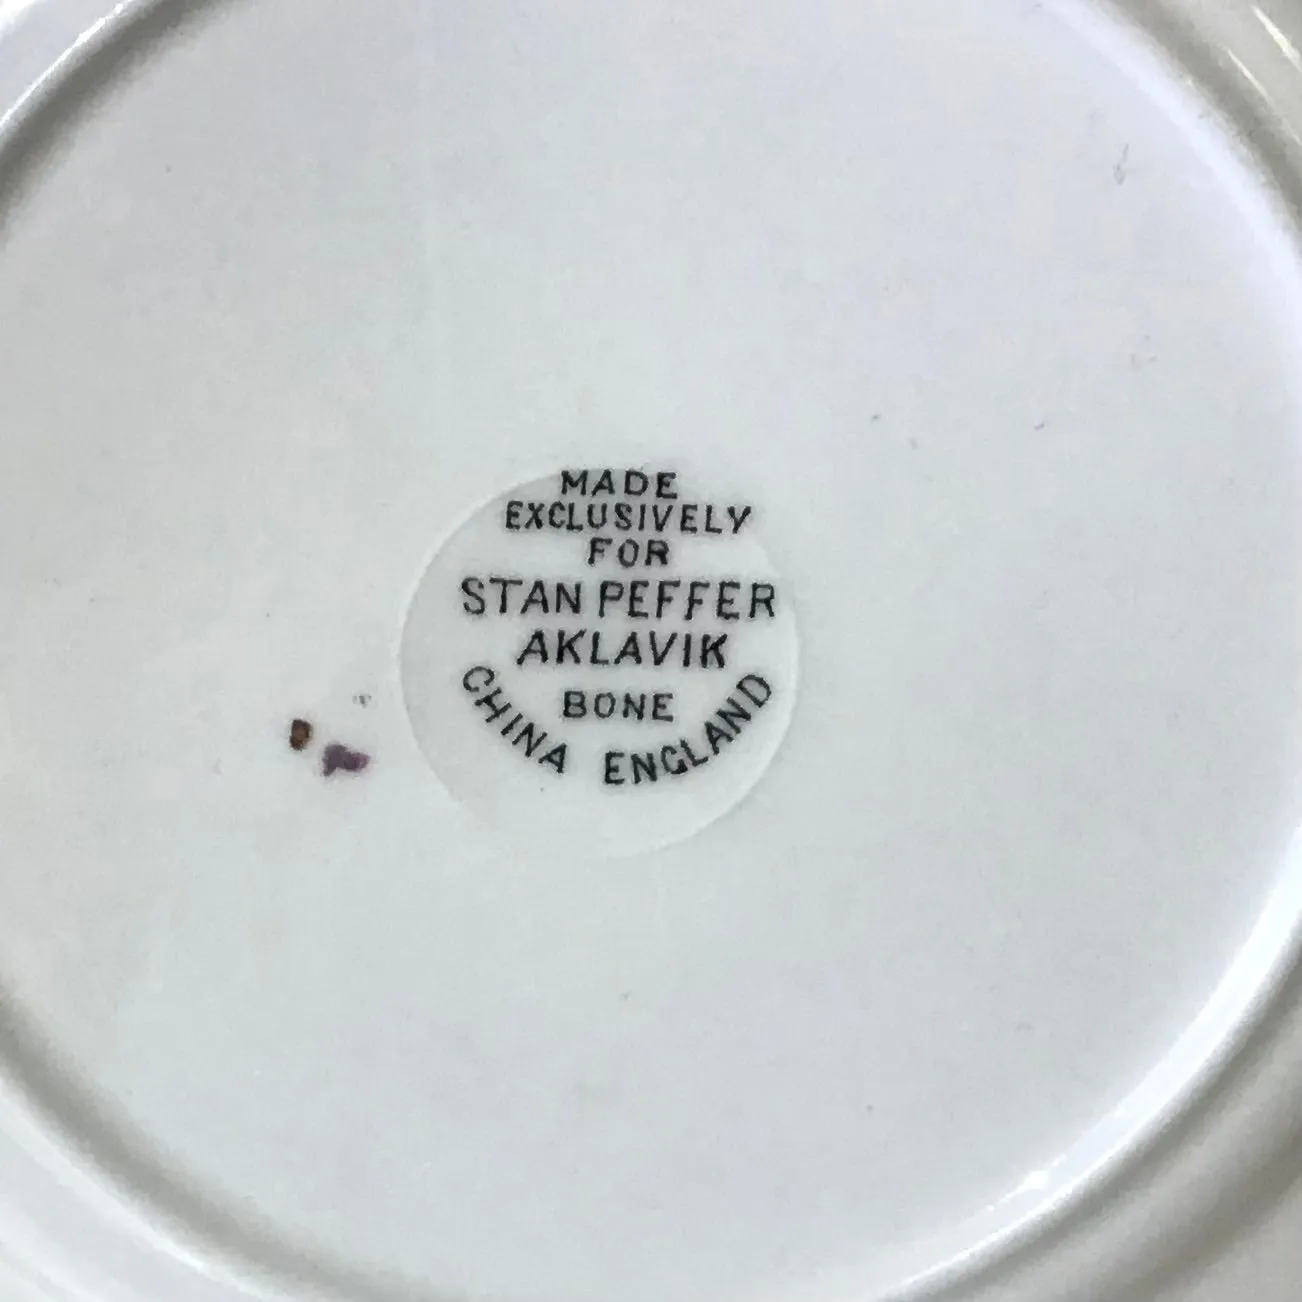 MADE
EXCLUSIVELY
FOR
STAN PEFFER
AKLAVIK
BONE
CHINA ENGLAND